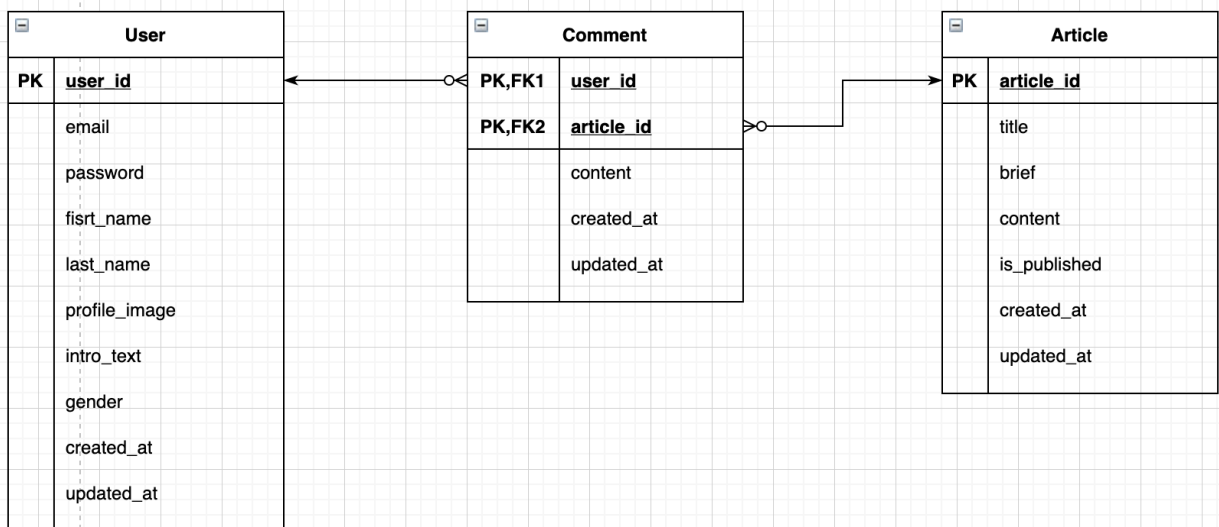 User
PK user_id
email
password
fisrt_name
last_name
profile_image
intro_text
gender
created_at
updated_at
Comment
PK,FK1 user_id
PK,FK2 article_id
content
created_at
updated_at
Article
PK article_id
title
brief
content
is_published
created_at
updated_at